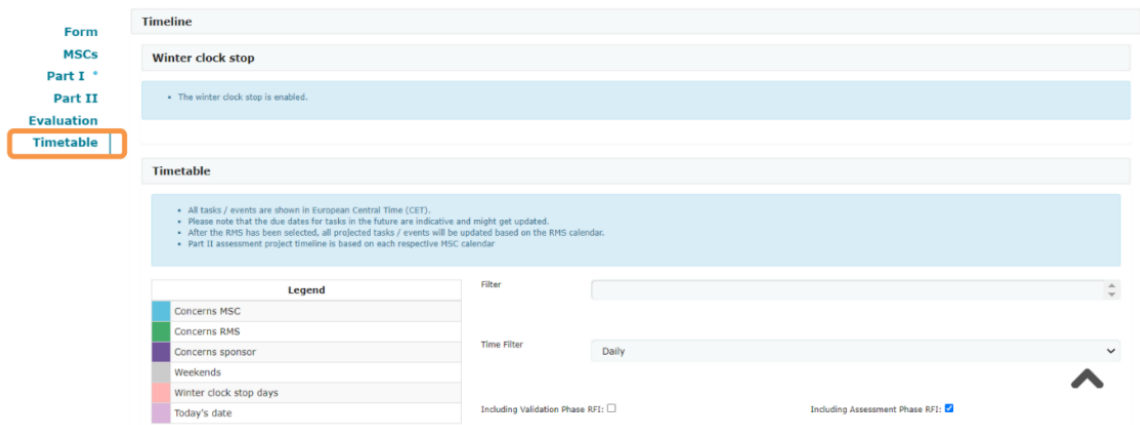 Form
MSCs
Part I *
Part II
Evaluation
Timetable
Timeline
Winter clock stop
• The winter clock stop is enabled.
Timetable
• All tasks / events are shown in European Central Time (CET).
• Please note that the due dates for tasks in the future are indicative and might get updated.
• After the RMS has been selected, all projected tasks / events will be updated based on the RMS calendar.
• Part II assessment project timeline is based on each respective MSC calendar
Legend
Concerns MSC
Concerns RMS
Concerns sponsor
Weekends
Winter clock stop days
Today's date
Filter
Time Filter
Daily
Including Validation Phase RFI:
Including Assessment Phase RFI: